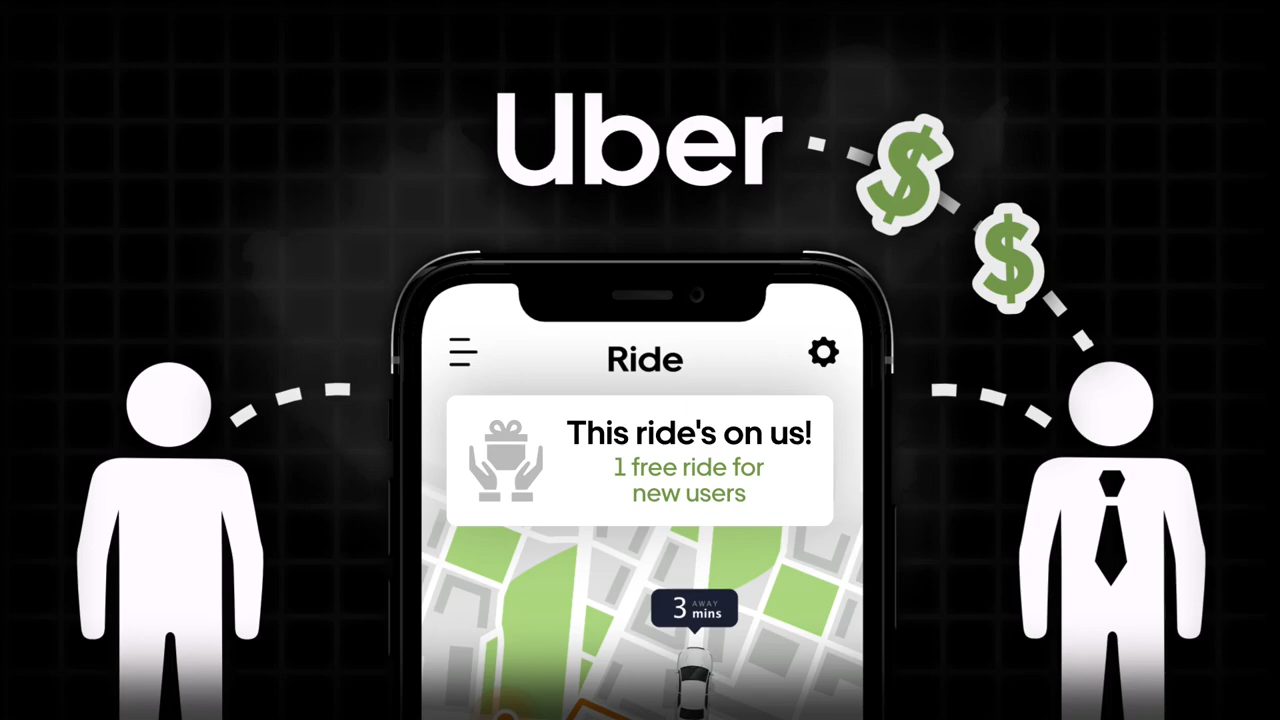 Uber
$
$
Ride
This ride's on us!
1 free ride for
new users
3 AWAY
mins